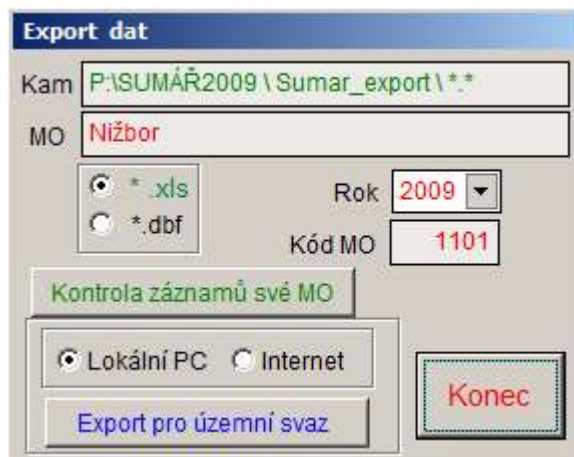 Export dat
Kam P:\SUMÁŘ2009 \ Sumar_export \ *.*
MO Nižbor
* .xls
Rok 2009
*.dbf
Kód MO 1101
Kontrola záznamů své MO
Lokální PC Internet
Export pro územní svaz
Konec